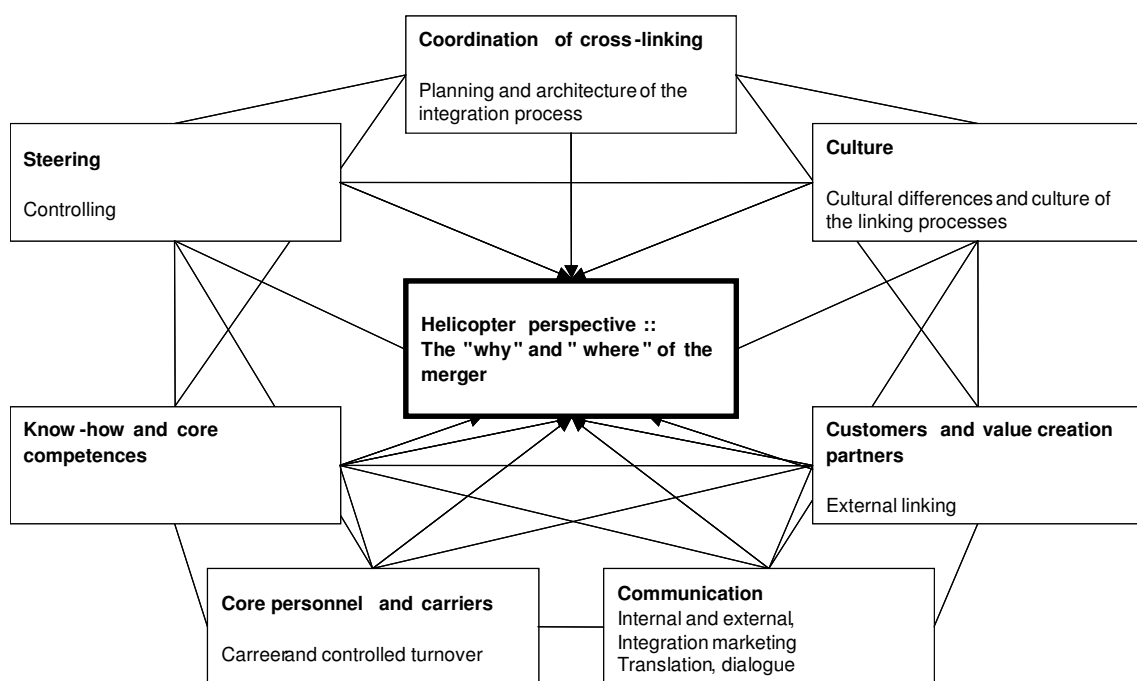 Coordination of cross-linking
Planning and architecture of the
integration process
Steering
Controlling
Culture
Cultural differences and culture of
the linking processes
Helicopter perspective ::
The "why" and " where" of the
merger
Know -how and core
competences
Customers and value creation
partners
External linking
Core personnel and carriers
Carreerand controlled turnover
Communication
Internal and external,
Integration marketing
Translation, dialogue